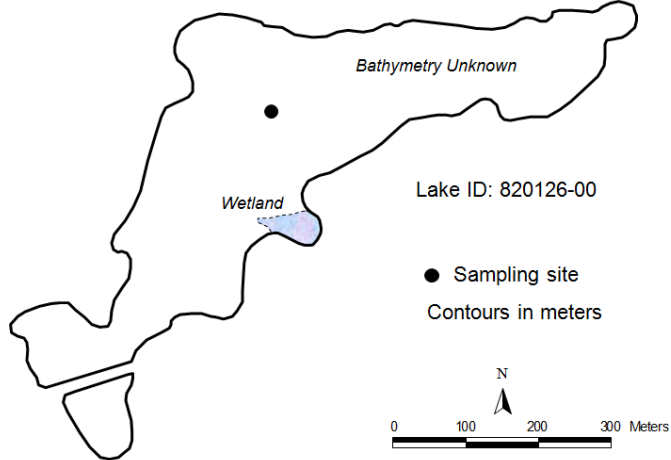 Bathymetry Unknown
Lake ID: 820126-00
Wetland
Sampling site
Contours in meters
N
0 100 200 300 Meters